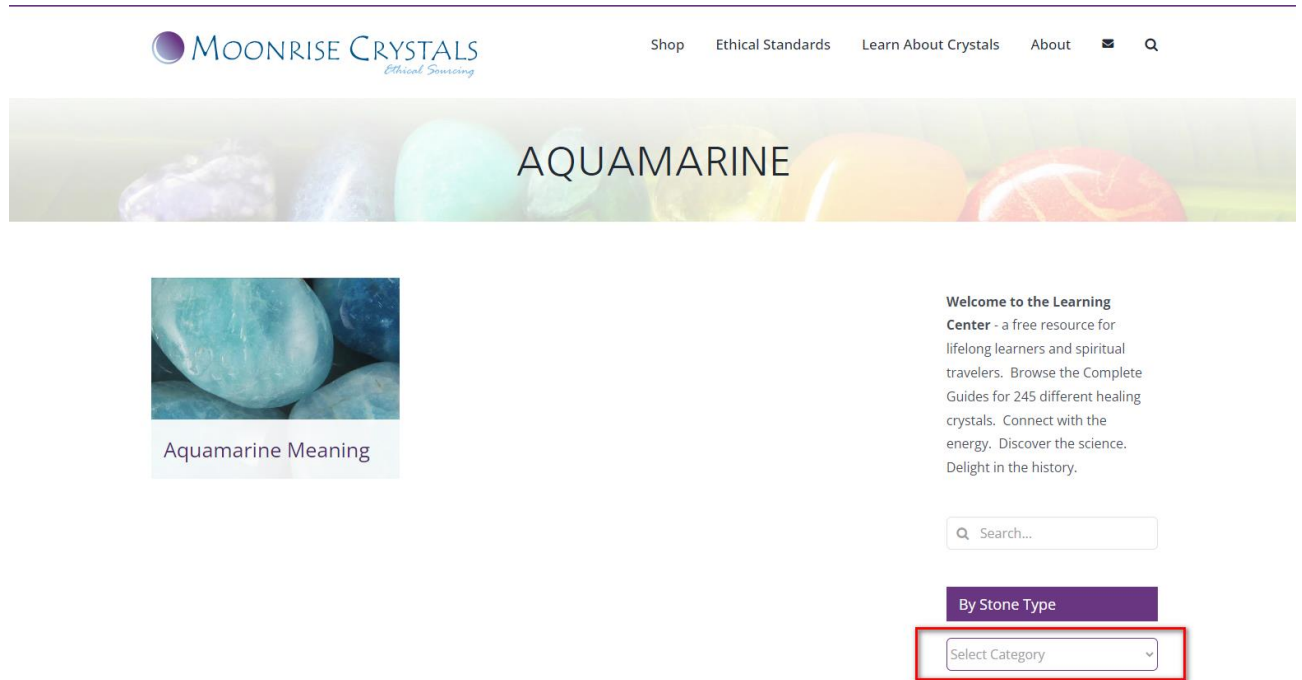 MOONRISE CRYSTALS
Ethical Sourcing
Shop Ethical Standards Learn About Crystals About
AQUAMARINE
Aquamarine Meaning
Welcome to the Learning
Center - a free resource for
lifelong learners and spiritual
travelers. Browse the Complete
Guides for 245 different healing
crystals. Connect with the
energy. Discover the science.
Delight in the history.
Search...
By Stone Type
Select Category